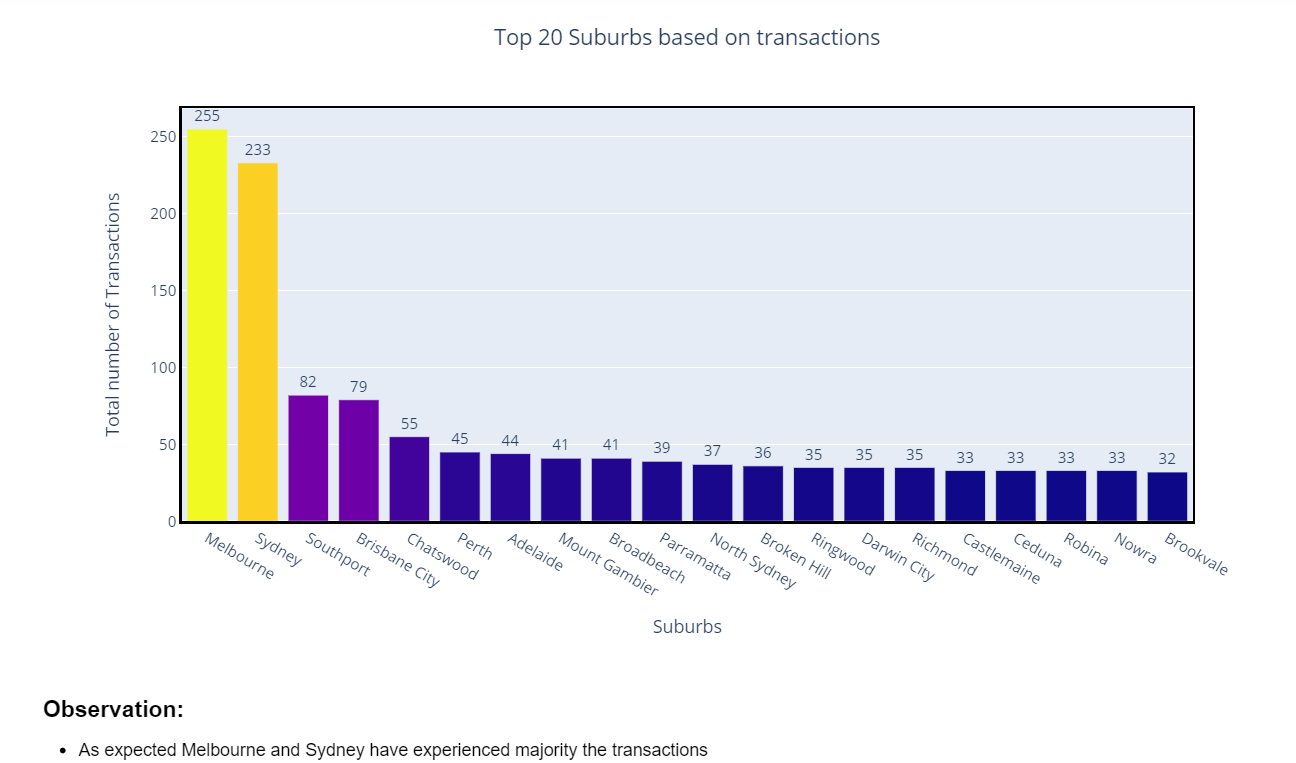 Top 20 Suburbs based on transactions
255
250
233
200
150
100
82
79
55
50
45
44
41
41
39
37
36
35
35
35
33
33
33
33
32
0
Total number of Transactions
Melbourne
Sydney
Southport
Brisbane City
Chatswood
Perth
Adelaide
Mount Gambier
Broadbeach
Parramatta
North Sydney
Broken Hill
Ringwood
Darwin City
Richmond
Castlemaine
Ceduna
Robina
Nowra
Brookvale
Suburbs
Observation:
• As expected Melbourne and Sydney have experienced majority the transactions